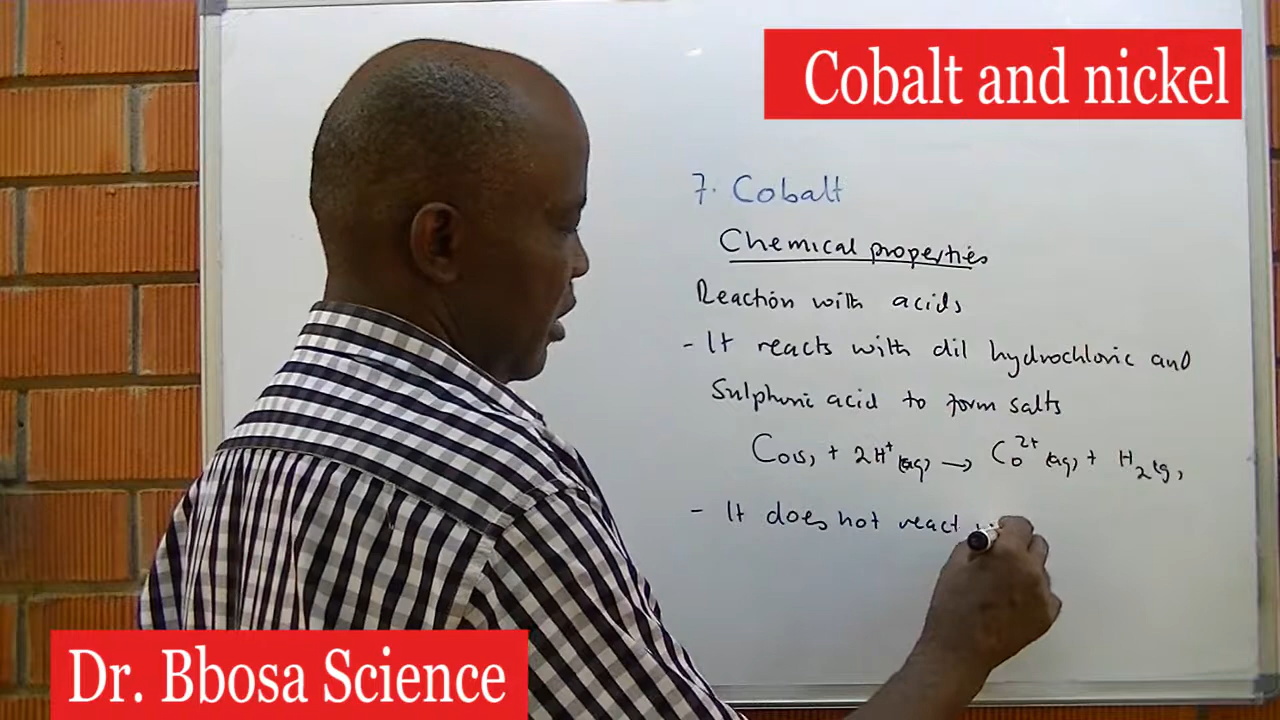 Cobalt and nickel
7. Cobalt
Chemical properties
Reaction with acids
- It reacts with dil hydrochloric and
Sulphuric acid to form salts
Co(s) + 2H⁺(aq) → Co²⁺(aq) + H₂(g)
- It does not react
Dr. Bbosa Science